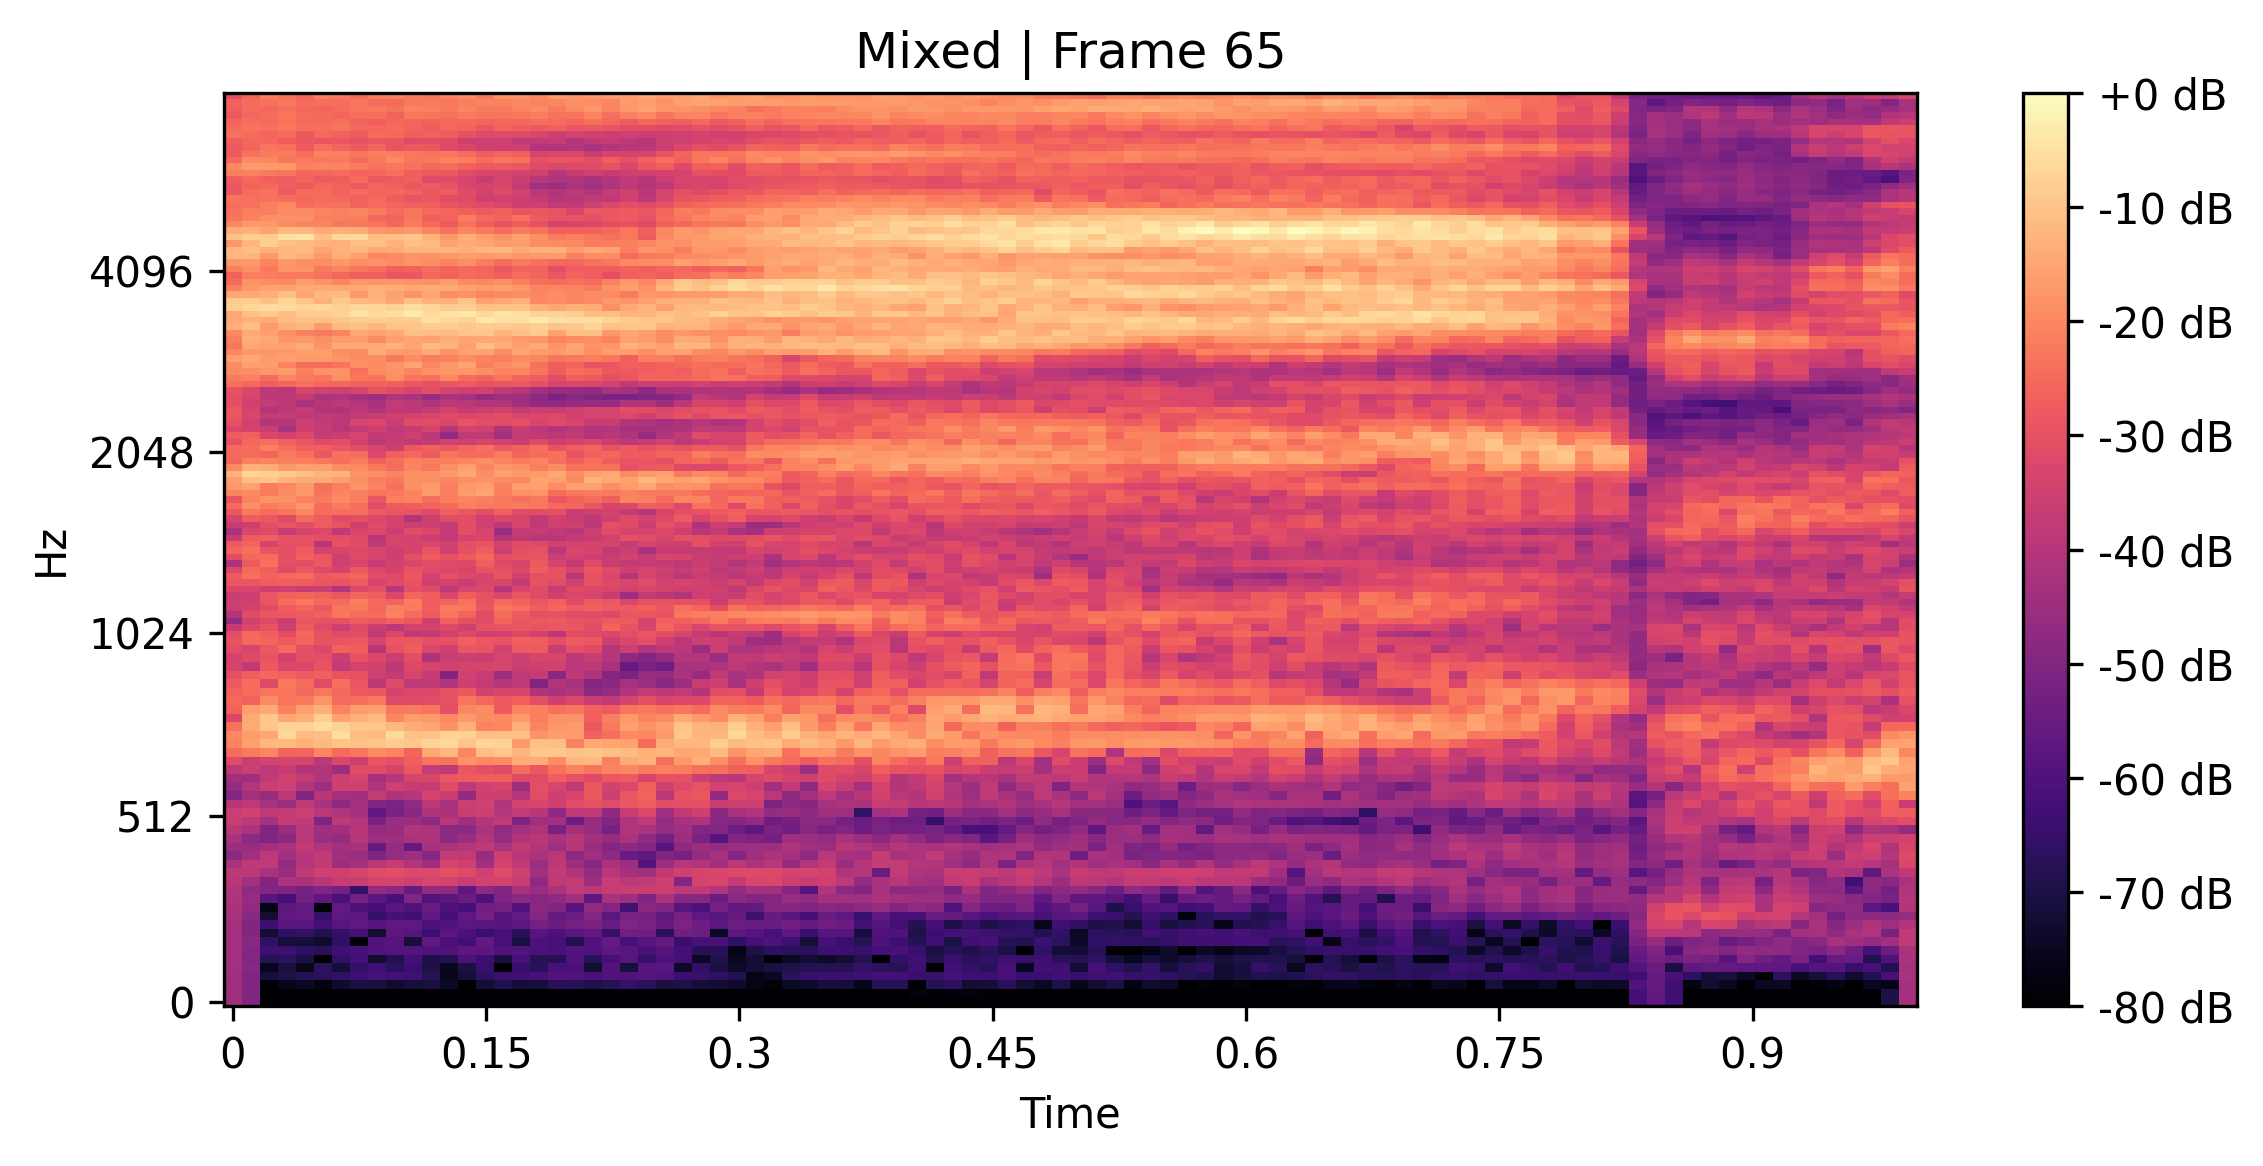 Mixed | Frame 65
Hz
4096
2048
1024
512
0
0 0.15 0.3 0.45 0.6 0.75 0.9
Time
+0 dB
-10 dB
-20 dB
-30 dB
-40 dB
-50 dB
-60 dB
-70 dB
-80 dB